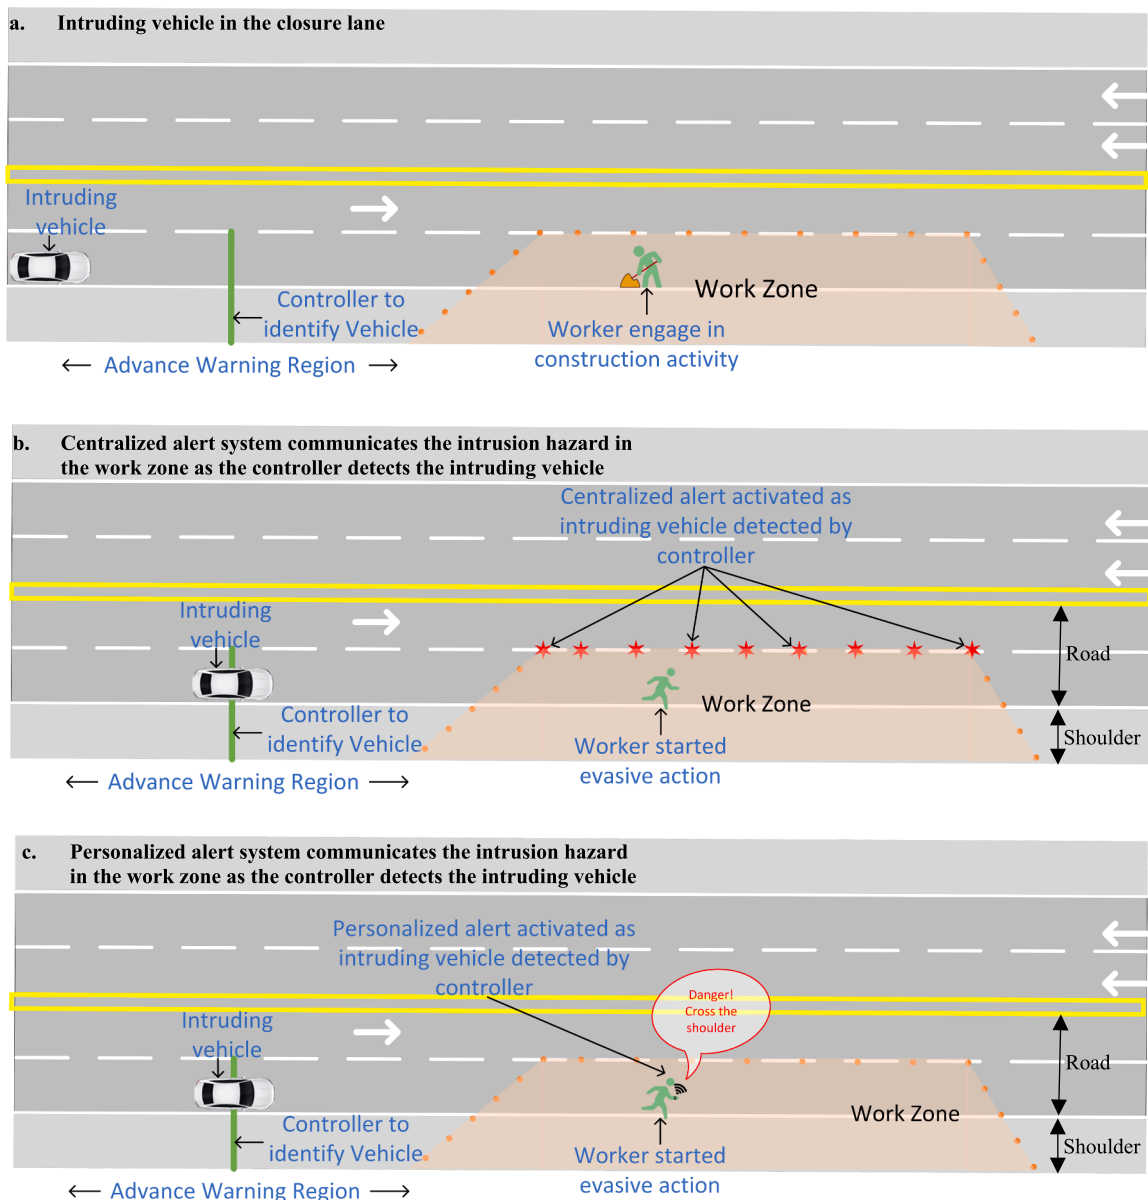 a. Intruding vehicle in the closure lane
Intruding
vehicle
Controller to
identify Vehicle
Work Zone
Worker engage in
construction activity
Advance Warning Region
b. Centralized alert system communicates the intrusion hazard in
the work zone as the controller detects the intruding vehicle
Centralized alert activated as
intruding vehicle detected by
controller
Intruding
vehicle
Road
Work Zone
Controller to
identify Vehicle
Shoulder
Worker started
evasive action
Advance Warning Region
c. Personalized alert system communicates the intrusion hazard
in the work zone as the controller detects the intruding vehicle
Personalized alert activated as
intruding vehicle detected by
controller
Danger!
Cross the
shoulder
Intruding
vehicle
Road
Work Zone
Controller to
identify Vehicle
Shoulder
Worker started
evasive action
Advance Warning Region